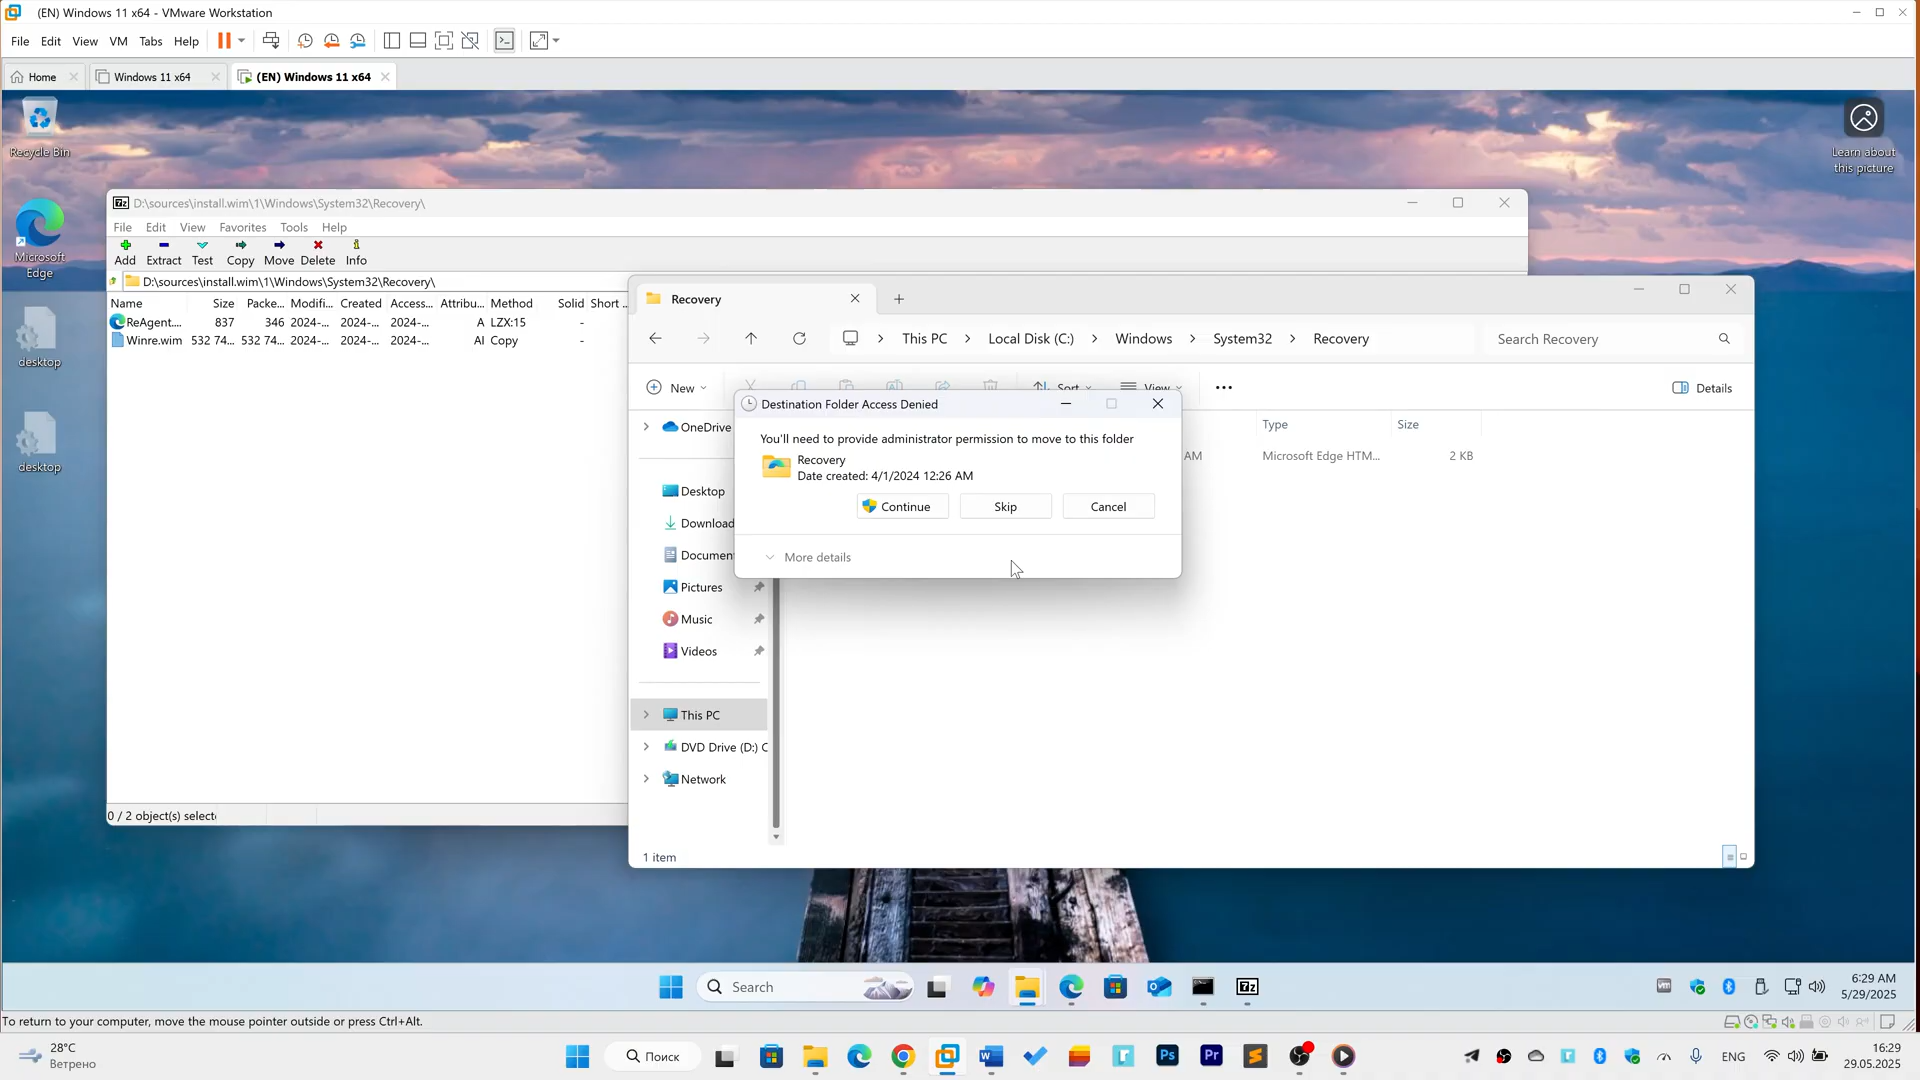 (EN) Windows 11 x64 - VMware Workstation
File Edit View VM Tabs Help
Home Windows 11 x64 (EN) Windows 11 x64
Recycle Bin
Microsoft
Edge
desktop
desktop
Learn about
this picture
D:\sources\install.wim\1\Windows\System32\Recovery\
File Edit View Favorites Tools Help
Add Extract Test Copy Move Delete Info
D:\sources\install.wim\1\Windows\System32\Recovery\
Name Size Packe... Modifi... Created Access... Attribu... Method Solid Short ...
ReAgent.... 837 346 2024-... 2024-... 2024-... A LZX:15 -
Winre.wim 532 74... 532 74... 2024-... 2024-... 2024-... AI Copy -
0 / 2 object(s) selecte
Recovery
This PC > Local Disk (C:) > Windows > System32 > Recovery
Search Recovery
New Sort View ... Details
Type Size
AM Microsoft Edge HTM... 2 KB
OneDrive
Desktop
Download
Documen
Pictures
Music
Videos
This PC
DVD Drive (D:) C
Network
1 item
Destination Folder Access Denied
You'll need to provide administrator permission to move to this folder
Recovery
Date created: 4/1/2024 12:26 AM
Continue Skip Cancel
More details
Search
6:29 AM
5/29/2025
To return to your computer, move the mouse pointer outside or press Ctrl+Alt.
28°C
Ветрено
Поиск
ENG
16:29
29.05.2025